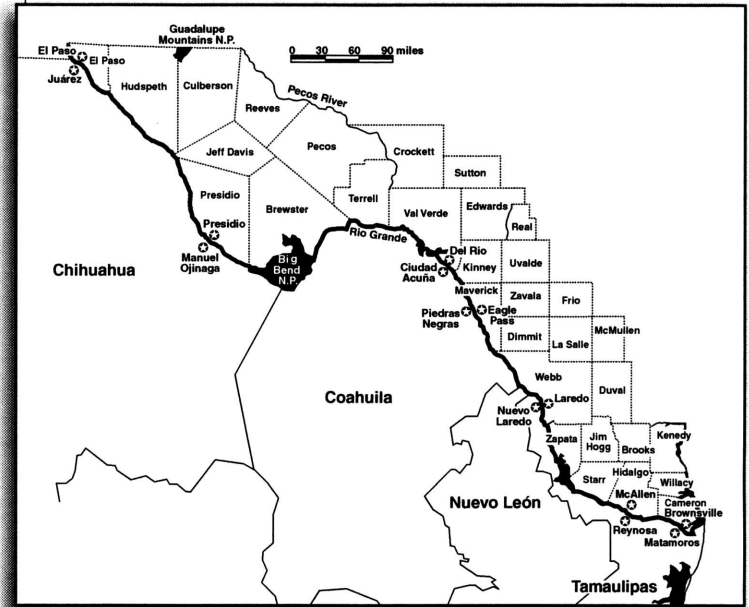 Guadalupe
Mountains N.P.
0 30 60 90 miles
El Paso
El Paso
Juárez
Hudspeth
Culberson
Reeves
Pecos River
Jeff Davis
Pecos
Crockett
Sutton
Presidio
Brewster
Terrell
Val Verde
Edwards
Real
Presidio
Manuel
Ojinaga
Rio Grande
Del Rio
Ciudad
Acuña
Kinney
Uvalde
Chihuahua
Big
Bend
N.P.
Maverick
Zavala
Frio
Piedras
Negras
Eagle
Pass
Dimmit
La Salle
McMullen
Coahuila
Webb
Duval
Laredo
Nuevo
Laredo
Zapata
Jim
Hogg
Brooks
Kenedy
Starr
Hidalgo
Willacy
Nuevo León
McAllen
Cameron
Brownsville
Reynosa
Matamoros
Tamaulipas